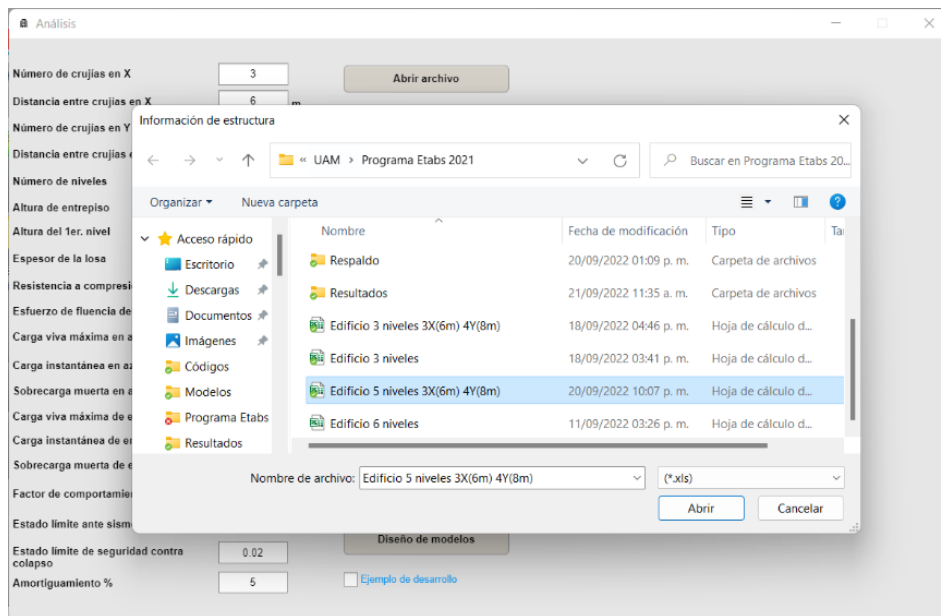 Análisis
Número de crujías en X 3 Abrir archivo
Distancia entre crujías en X 6 m
Número de crujías en Y
Distancia entre crujías
Número de niveles
Altura de entrepiso
Altura del 1er. nivel
Espesor de la losa
Resistencia a compresi
Esfuerzo de fluencia de
Carga viva máxima en a
Carga instantánea en az
Sobrecarga muerta en a
Carga viva máxima de e
Carga instantánea de en
Sobrecarga muerta de e
Factor de comportamien
Estado límite ante sism
Estado límite de seguridad contra
colapso
0.02
Amortiguamiento % 5
Diseño de modelos
Ejemplo de desarrollo
Información de estructura
« UAM > Programa Etabs 2021
Buscar en Programa Etabs 20...
Organizar Nueva carpeta
Acceso rápido
Escritorio
Descargas
Documentos
Imágenes
Códigos
Modelos
Programa Etabs
Resultados
Nombre Fecha de modificación Tipo Ta
Respaldo 20/09/2022 01:09 p. m. Carpeta de archivos
Resultados 21/09/2022 11:35 a. m. Carpeta de archivos
Edificio 3 niveles 3X(6m) 4Y(8m) 18/09/2022 04:46 p. m. Hoja de cálculo d...
Edificio 3 niveles 18/09/2022 03:41 p. m. Hoja de cálculo d...
Edificio 5 niveles 3X(6m) 4Y(8m) 20/09/2022 10:07 p. m. Hoja de cálculo d...
Edificio 6 niveles 11/09/2022 03:26 p. m. Hoja de cálculo d...
Nombre de archivo: Edificio 5 niveles 3X(6m) 4Y(8m) (*.xls)
Abrir Cancelar